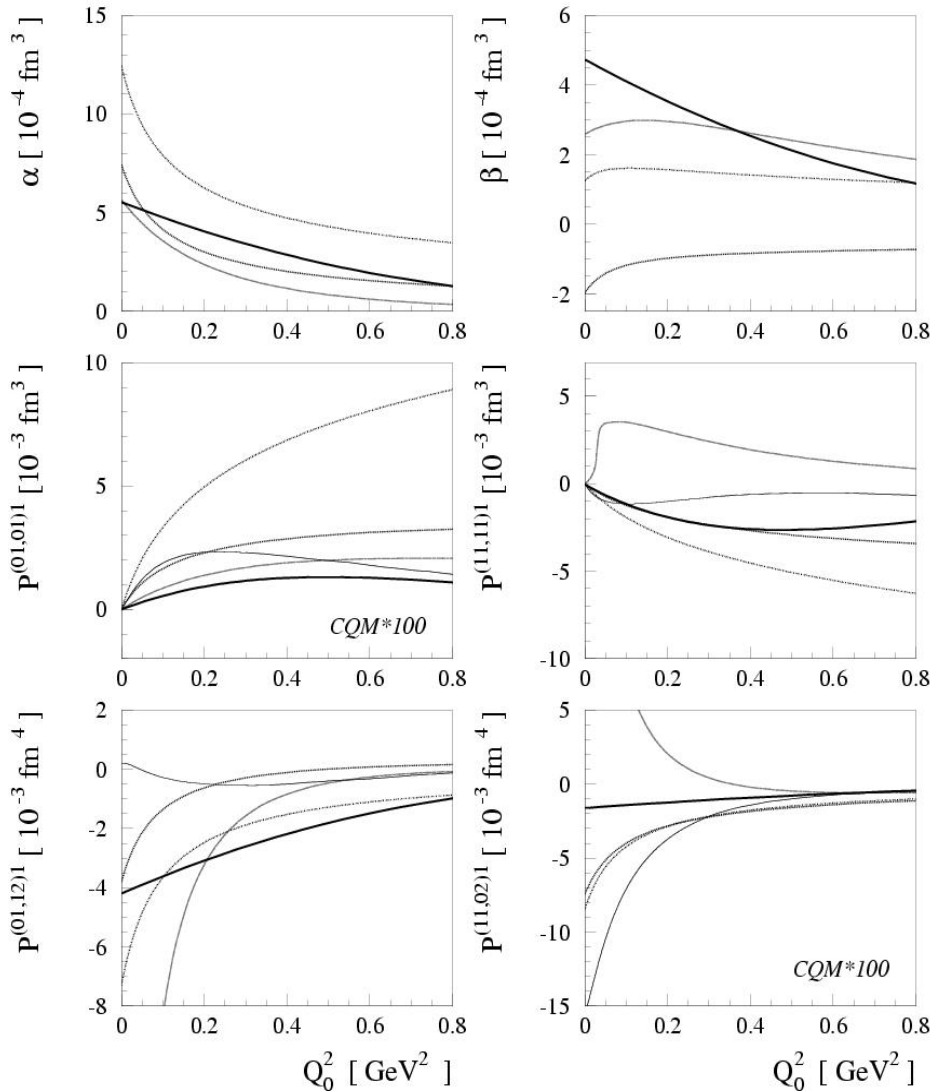 α [ 10⁻⁴ fm³ ]
15
10
5
0
0 0.2 0.4 0.6 0.8
β [ 10⁻⁴ fm³ ]
6
4
2
0
-2
0 0.2 0.4 0.6 0.8
P⁽⁰¹,⁰¹⁾¹ [10⁻³ fm³ ]
10
5
0
CQM*100
0 0.2 0.4 0.6 0.8
P⁽¹¹,¹¹⁾¹ [10⁻³ fm³ ]
5
0
-5
-10
0 0.2 0.4 0.6 0.8
P⁽⁰¹,¹²⁾¹ [ 10⁻³ fm⁴ ]
2
0
-2
-4
-6
-8
0 0.2 0.4 0.6 0.8
Q₀² [ GeV² ]
P⁽¹¹,⁰²⁾¹ [ 10⁻³ fm⁴ ]
5
0
-5
-10
-15
CQM*100
0 0.2 0.4 0.6 0.8
Q₀² [ GeV² ]